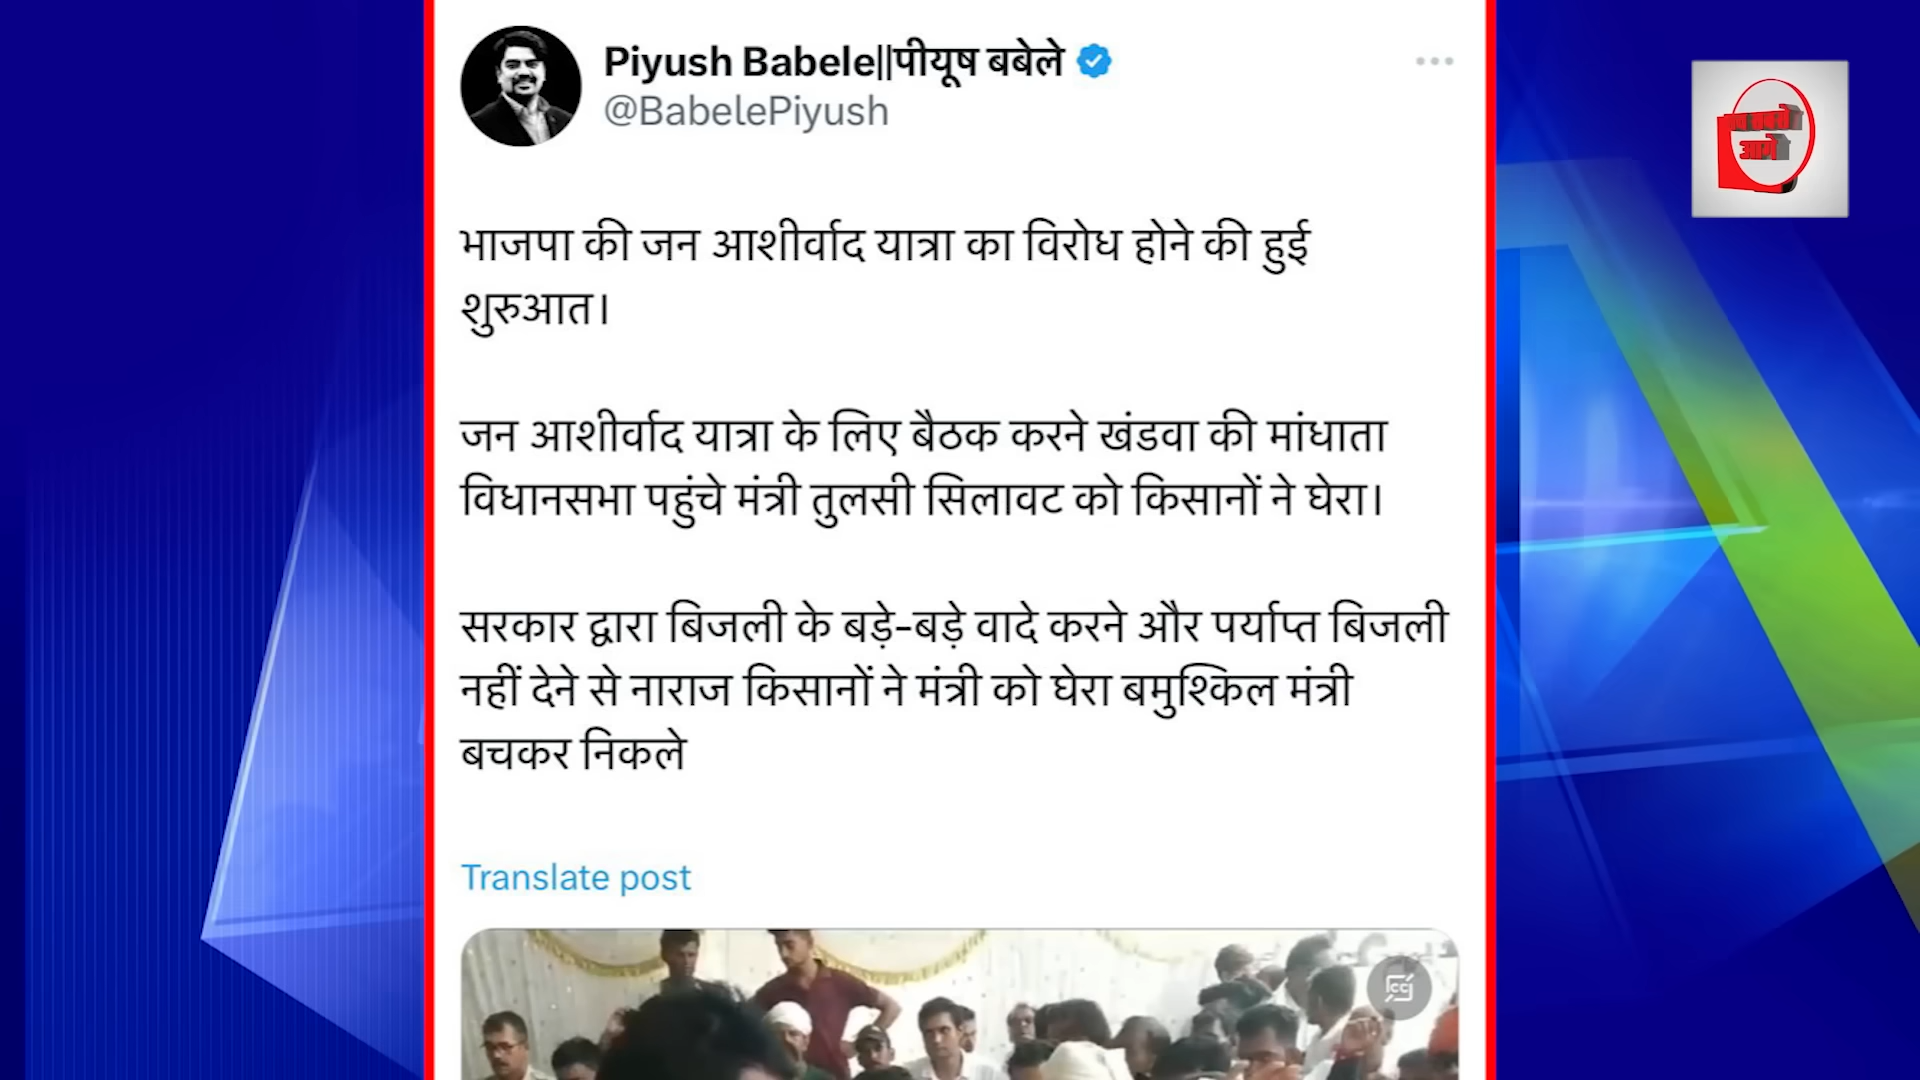 Piyush Babele||पीयूष बबेले
@BabelePiyush
भाजपा की जन आशीर्वाद यात्रा का विरोध होने की हुई
शुरुआत।
जन आशीर्वाद यात्रा के लिए बैठक करने खंडवा की मांधाता
विधानसभा पहुंचे मंत्री तुलसी सिलावट को किसानों ने घेरा।
सरकार द्वारा बिजली के बड़े-बड़े वादे करने और पर्याप्त बिजली
नहीं देने से नाराज किसानों ने मंत्री को घेरा बमुश्किल मंत्री
बचकर निकले
Translate post
आगे